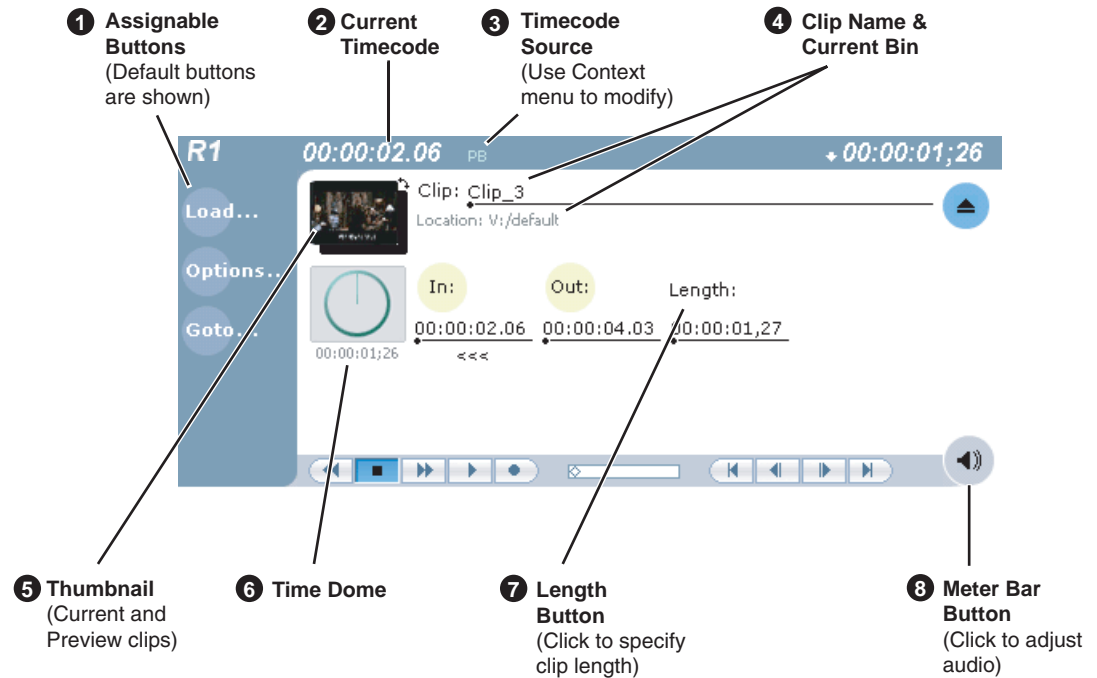 1 Assignable
Buttons
(Default buttons
are shown)
2 Current
Timecode
3 Timecode
Source
(Use Context
menu to modify)
4 Clip Name &
Current Bin
R1 00:00:02.06 PB 00:00:01;26
Load...
Options..
Goto...
Clip: Clip_3
Location: V:/default
In: Out: Length:
00:00:02.06 00:00:04.03 00:00:01,27
00:00:01;26 <<<
5 Thumbnail
(Current and
Preview clips)
6 Time Dome
7 Length
Button
(Click to specify
clip length)
8 Meter Bar
Button
(Click to adjust
audio)